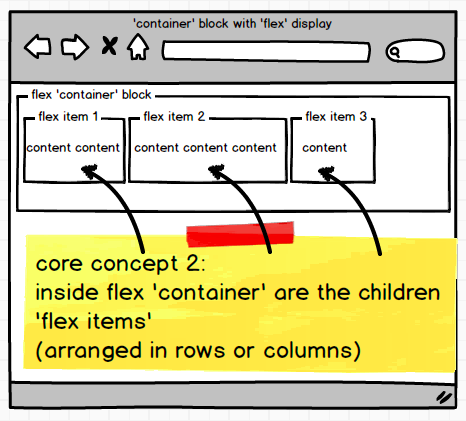 'container' block with 'flex' display
flex 'container' block
flex item 1
flex item 2
flex item 3
content content
content content content
content
core concept 2:
inside flex 'container' are the children
'flex items'
(arranged in rows or columns)